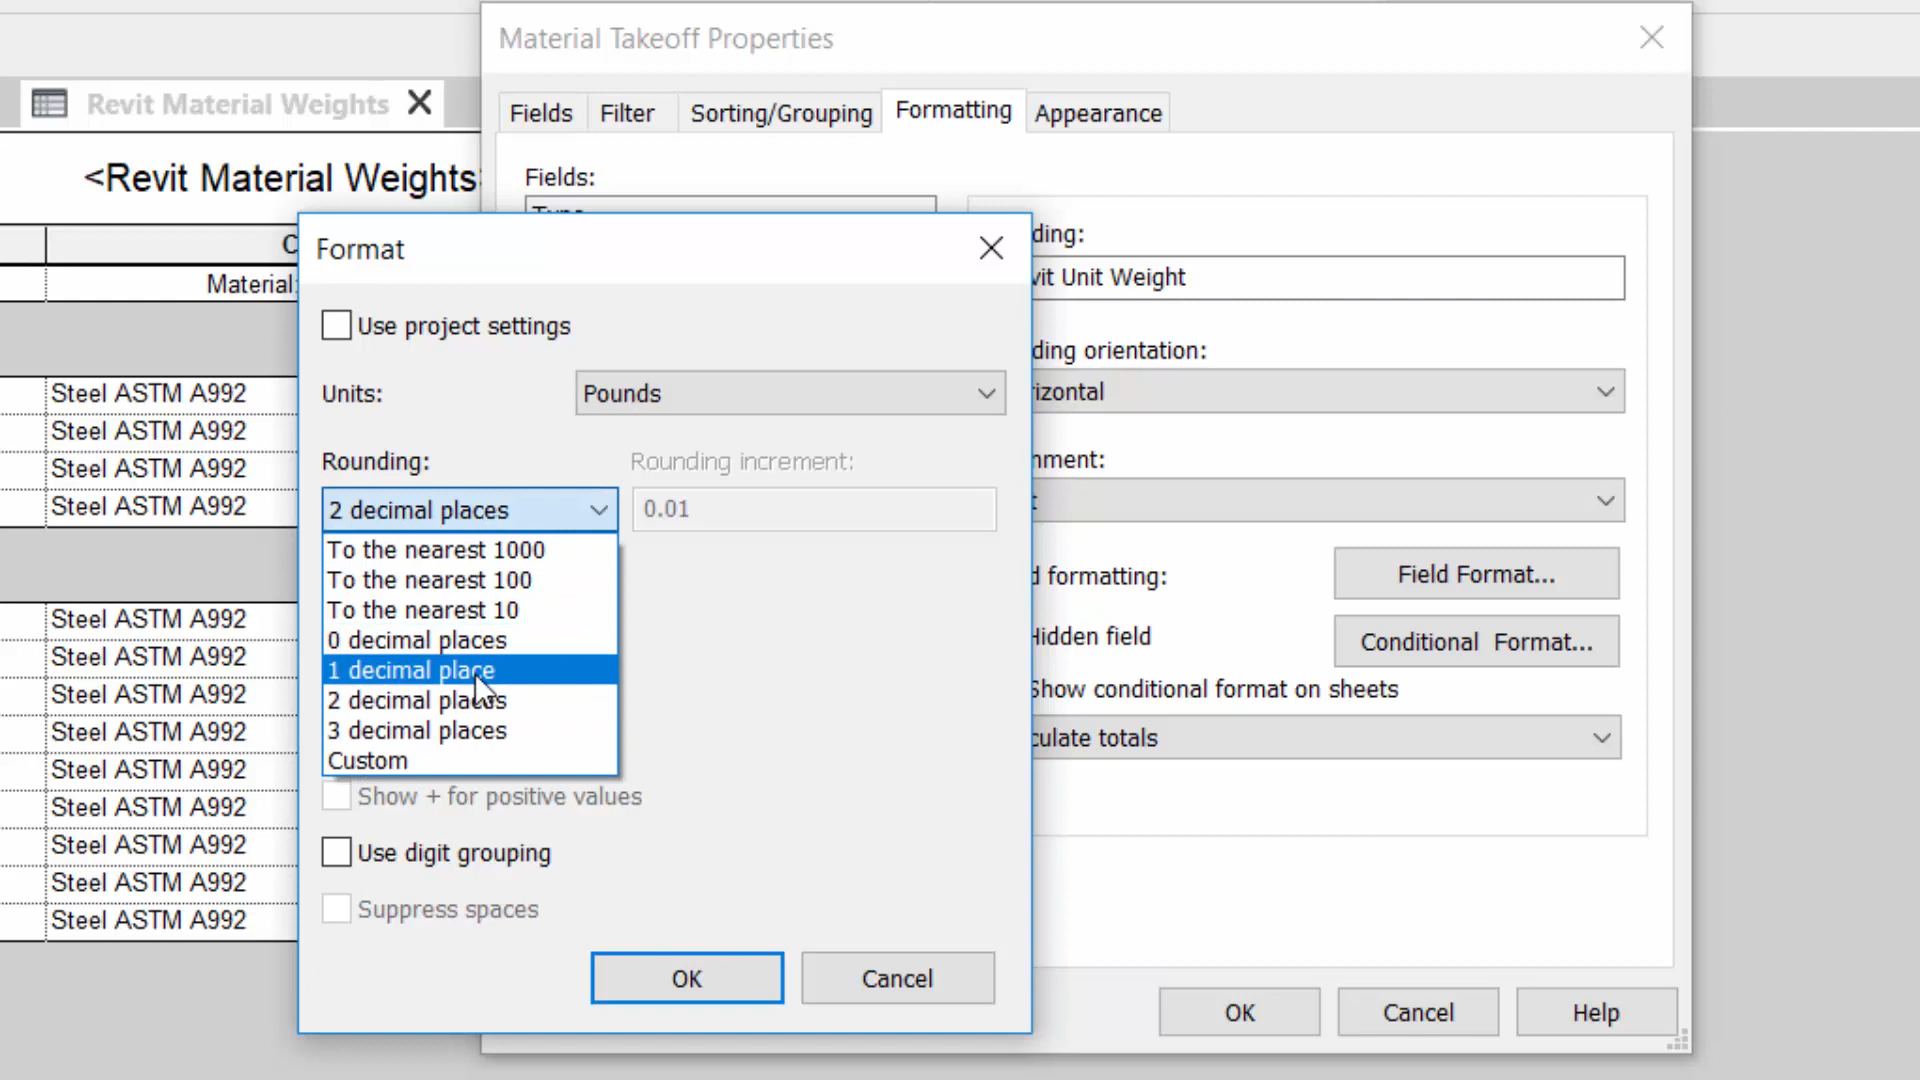 Material Takeoff Properties
Revit Material Weights
Fields
Filter
Sorting/Grouping
Formatting
Appearance
<Revit Material Weights
Fields:
Format
Use project settings
Units:
Pounds
Rounding:
Rounding increment:
2 decimal places
0.01
To the nearest 1000
To the nearest 100
To the nearest 10
0 decimal places
1 decimal place
2 decimal places
3 decimal places
Custom
Show + for positive values
Use digit grouping
Suppress spaces
OK
Cancel
ding:
vit Unit Weight
ding orientation:
rizontal
nment:
d formatting:
Field Format...
Hidden field
Conditional Format...
Show conditional format on sheets
culate totals
OK
Cancel
Help
C
Material:
Steel ASTM A992
Steel ASTM A992
Steel ASTM A992
Steel ASTM A992
Steel ASTM A992
Steel ASTM A992
Steel ASTM A992
Steel ASTM A992
Steel ASTM A992
Steel ASTM A992
Steel ASTM A992
Steel ASTM A992
Steel ASTM A992